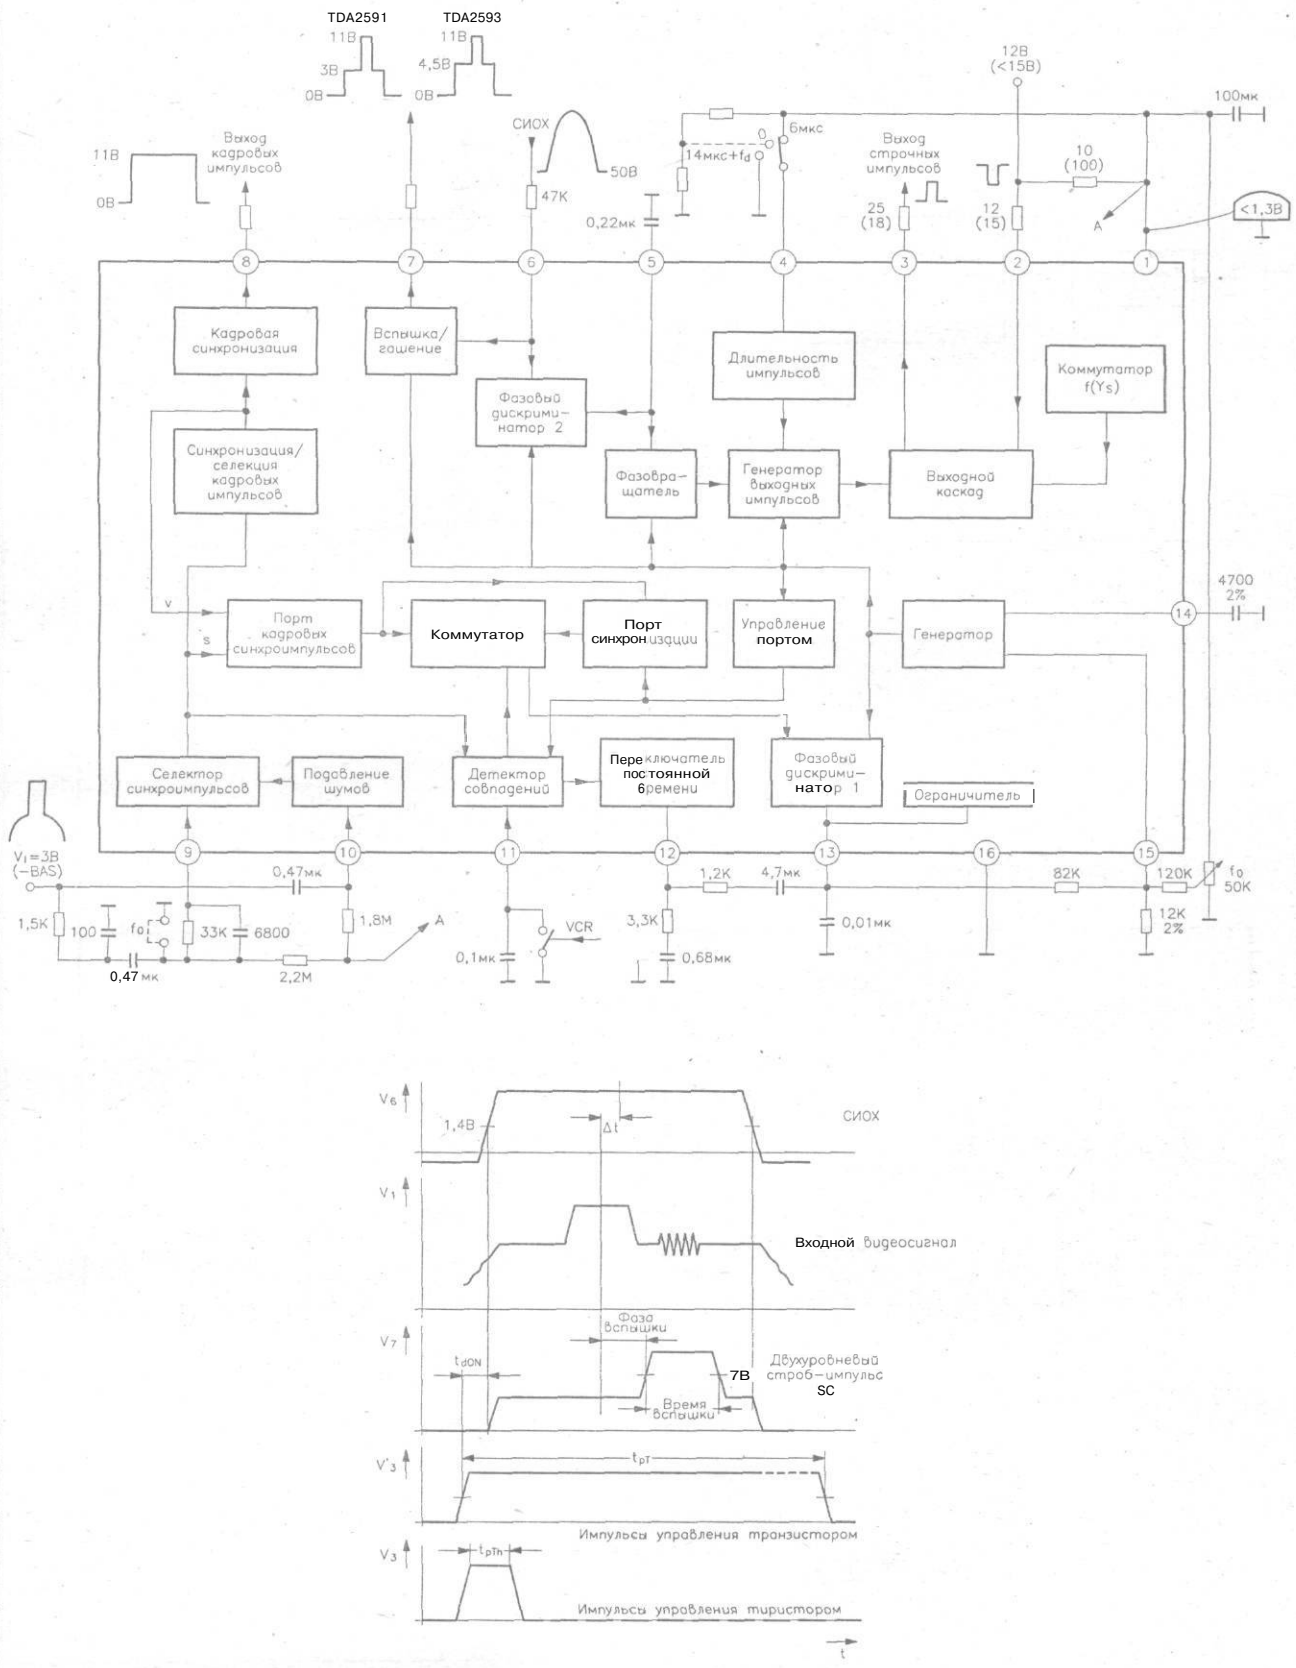 TDA2591
TDA2593
11В
3В
0В
11В
4,5В
0В
12В
(<15В)
100мк
СИОХ
50В
47К
0,22мк
0
6мкс
14мкс+fd
Выход
кадровых
импульсов
11В
0В
Выход
строчных
импульсов
10
(100)
25
(18)
12
(15)
А
<1,3В
8
7
6
5
4
3
2
1
Кадровая
синхронизация
Вспышка/
гашение
Длительность
импульсов
Коммутатор
f(Ys)
Фазовый
дискрими-
натор 2
Синхронизация/
селекция
кадровых
импульсов
Фазовра-
щатель
Генератор
выходных
импульсов
Выходной
каскад
V
S
Порт
кадровых
синхроимпульсов
Коммутатор
Порт
синхронизации
Управление
портом
Генератор
14
4700
2%
Селектор
синхроимпульсов
Подавление
шумов
Детектор
совпадений
Переключатель
постоянной
времени
Фазовый
дискрими-
натор 1
Ограничитель
V1=3В
(-BAS)
9
10
11
12
13
16
15
0,47мк
1,2К
4,7мк
82К
120К
f0
50К
1,5К
100
f0
33К
6800
1,8М
А
VCR
3,3К
0,01мк
12К
2%
0,47мк
2,2М
0,1мк
0,68мк
V6
1,4В
Δt
СИОХ
V1
Входной видеосигнал
V7
Фаза
вспышки
tdON
7В
Двухуровневый
строб-импульс
SC
Время
вспышки
V'3
tpT
Импульсы управления транзистором
V3
tpTh
Импульсы управления тиристором
t